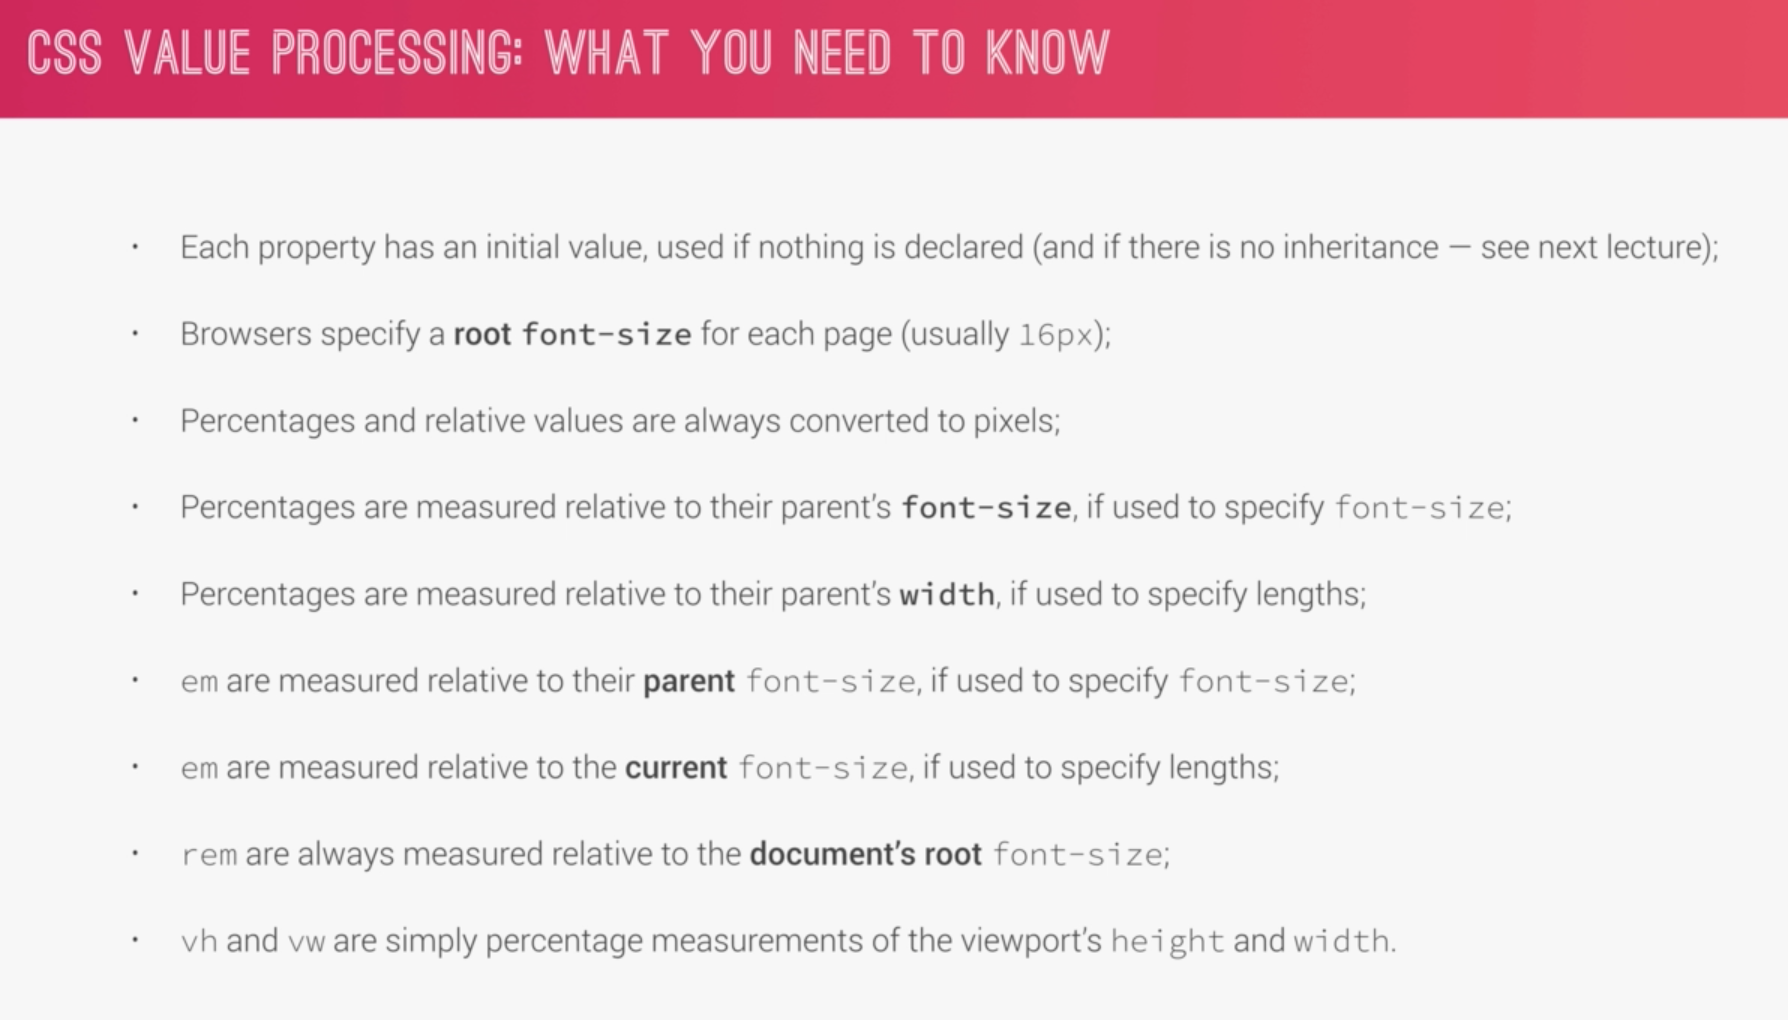 CSS VALUE PROCESSING: WHAT YOU NEED TO KNOW
• Each property has an initial value, used if nothing is declared (and if there is no inheritance — see next lecture);
• Browsers specify a root font-size for each page (usually 16px);
• Percentages and relative values are always converted to pixels;
• Percentages are measured relative to their parent’s font-size, if used to specify font-size;
• Percentages are measured relative to their parent’s width, if used to specify lengths;
• em are measured relative to their parent font-size, if used to specify font-size;
• em are measured relative to the current font-size, if used to specify lengths;
• rem are always measured relative to the document’s root font-size;
• vh and vw are simply percentage measurements of the viewport’s height and width.